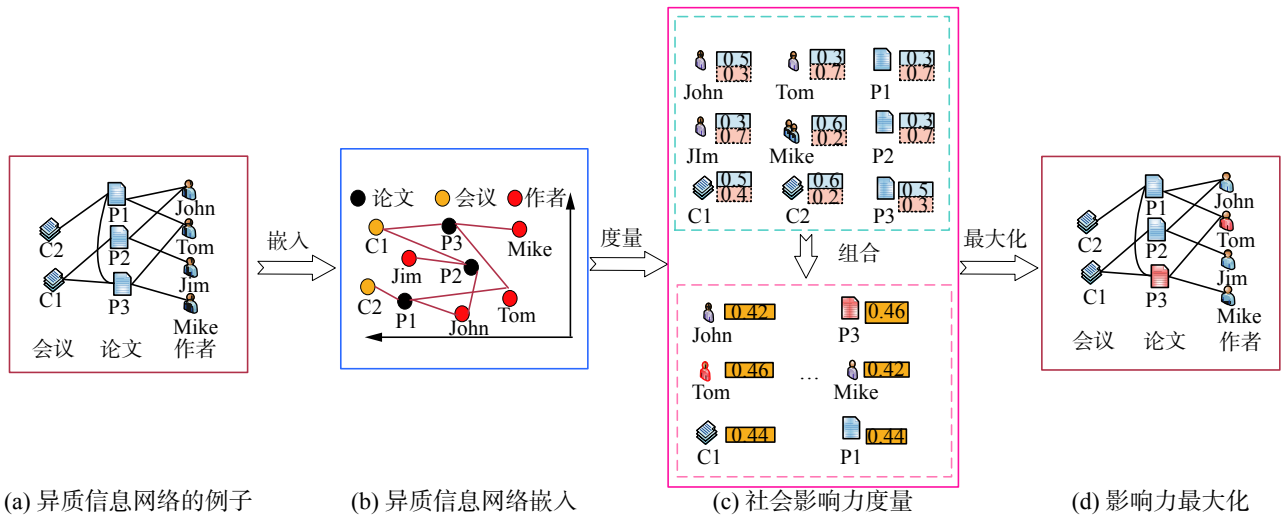 P1
P2
P3
C2
C1
John
Tom
Jim
Mike
会议
论文
作者
嵌入
论文
会议
作者
C1
P3
Mike
Jim
P2
C2
P1
John
Tom
度量
0.5
0.3
John
0.3
0.7
Tom
0.3
0.7
P1
0.3
0.7
JIm
0.6
0.2
Mike
0.3
0.7
P2
0.5
0.4
C1
0.6
0.2
C2
0.5
0.3
P3
组合
0.42
John
0.46
P3
0.46
Tom
...
0.42
Mike
0.44
C1
0.44
P1
最大化
P1
P2
P3
C2
C1
John
Tom
Jim
Mike
会议
论文
作者
(a) 异质信息网络的例子
(b) 异质信息网络嵌入
(c) 社会影响力度量
(d) 影响力最大化